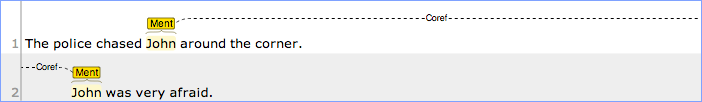 Ment Coref
1 The police chased John around the corner.
Coref Ment
2 John was very afraid.